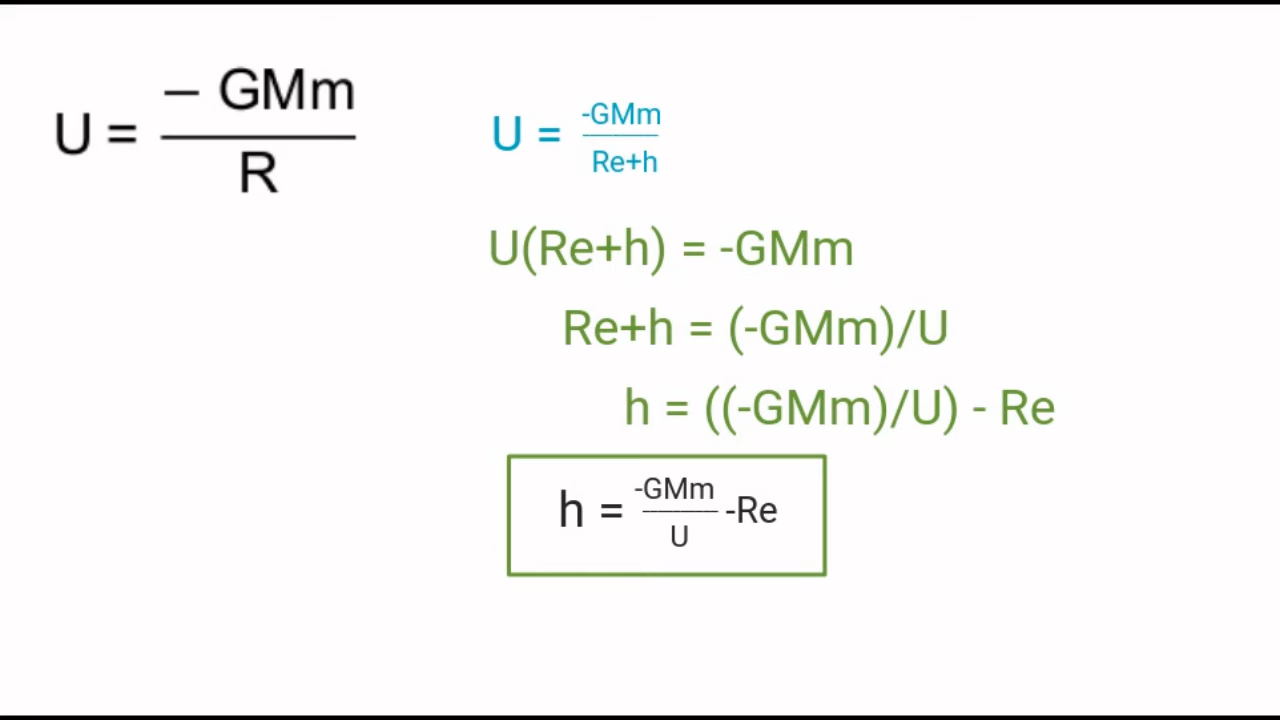 U = – GMm / R
U = -GMm / Re+h
U(Re+h) = -GMm
Re+h = (-GMm)/U
h = ((-GMm)/U) - Re
h = -GMm / U -Re